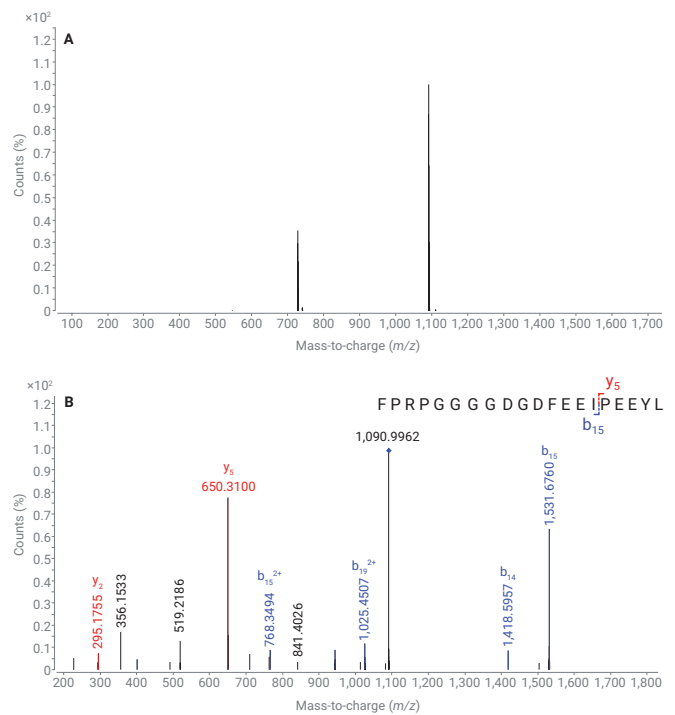 ×10²
A
1.2
1.1
1.0
0.9
0.8
0.7
0.6
0.5
0.4
0.3
0.2
0.1
0
Counts (%)
100 200 300 400 500 600 700 800 900 1,000 1,100 1,200 1,300 1,400 1,500 1,600 1,700
Mass-to-charge (m/z)
×10²
B
F P R P G G G G D G D F E E I P E E Y L
y₅
b₁₅
1.2
1.1
1.0
0.9
0.8
0.7
0.6
0.5
0.4
0.3
0.2
0.1
0
Counts (%)
y₂
295.1755
356.1533
519.2186
y₅
650.3100
b₁₅²⁺
768.3494
841.4026
b₁₉²⁺
1,025.4507
1,090.9962
b₁₄
1,418.5957
b₁₅
1,531.6760
200 300 400 500 600 700 800 900 1,000 1,100 1,200 1,300 1,400 1,500 1,600 1,700 1,800
Mass-to-charge (m/z)